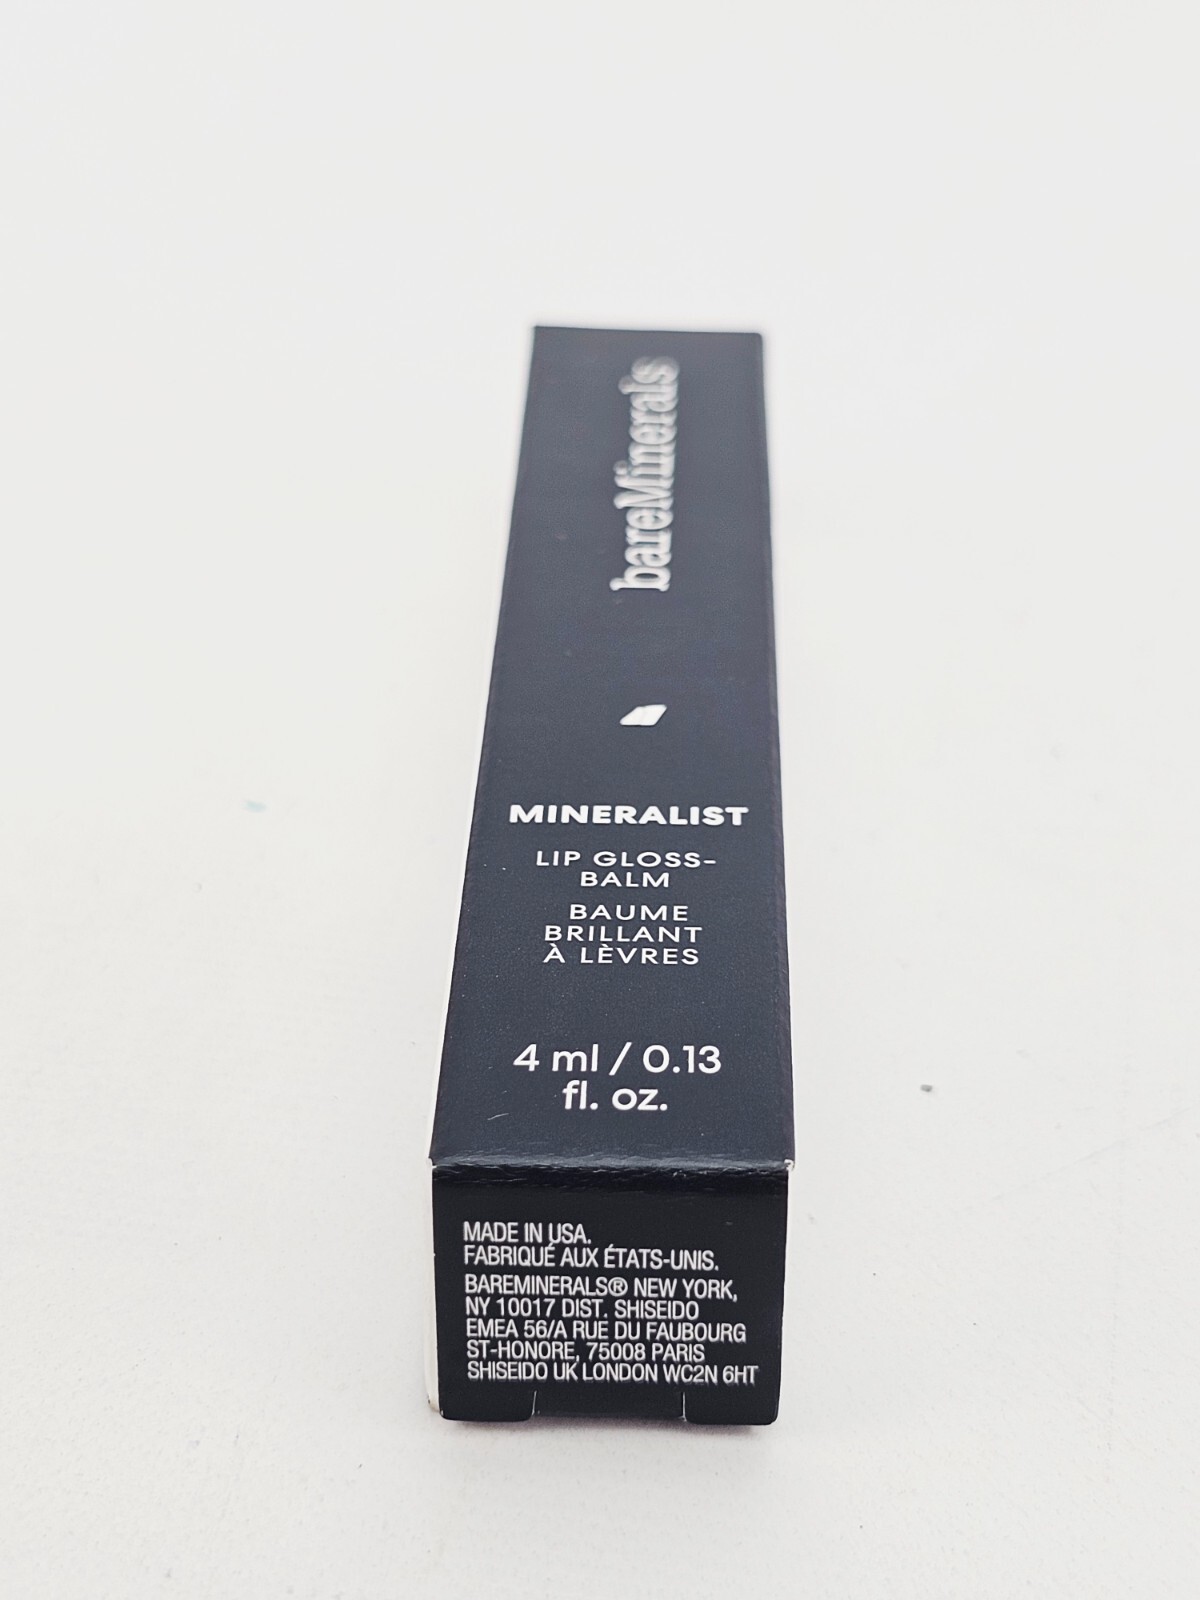 bareMinerals
MINERALIST
LIP GLOSS-
BALM
BAUME
BRILLANT
À LÈVRES
4 ml / 0.13
fl. oz.
MADE IN USA.
FABRIQUÉ AUX ÉTATS-UNIS.
BAREMINERALS® NEW YORK,
NY 10017 DIST. SHISEIDO
EMEA 56/A RUE DU FAUBOURG
ST-HONORE, 75008 PARIS
SHISEIDO UK LONDON WC2N 6HT